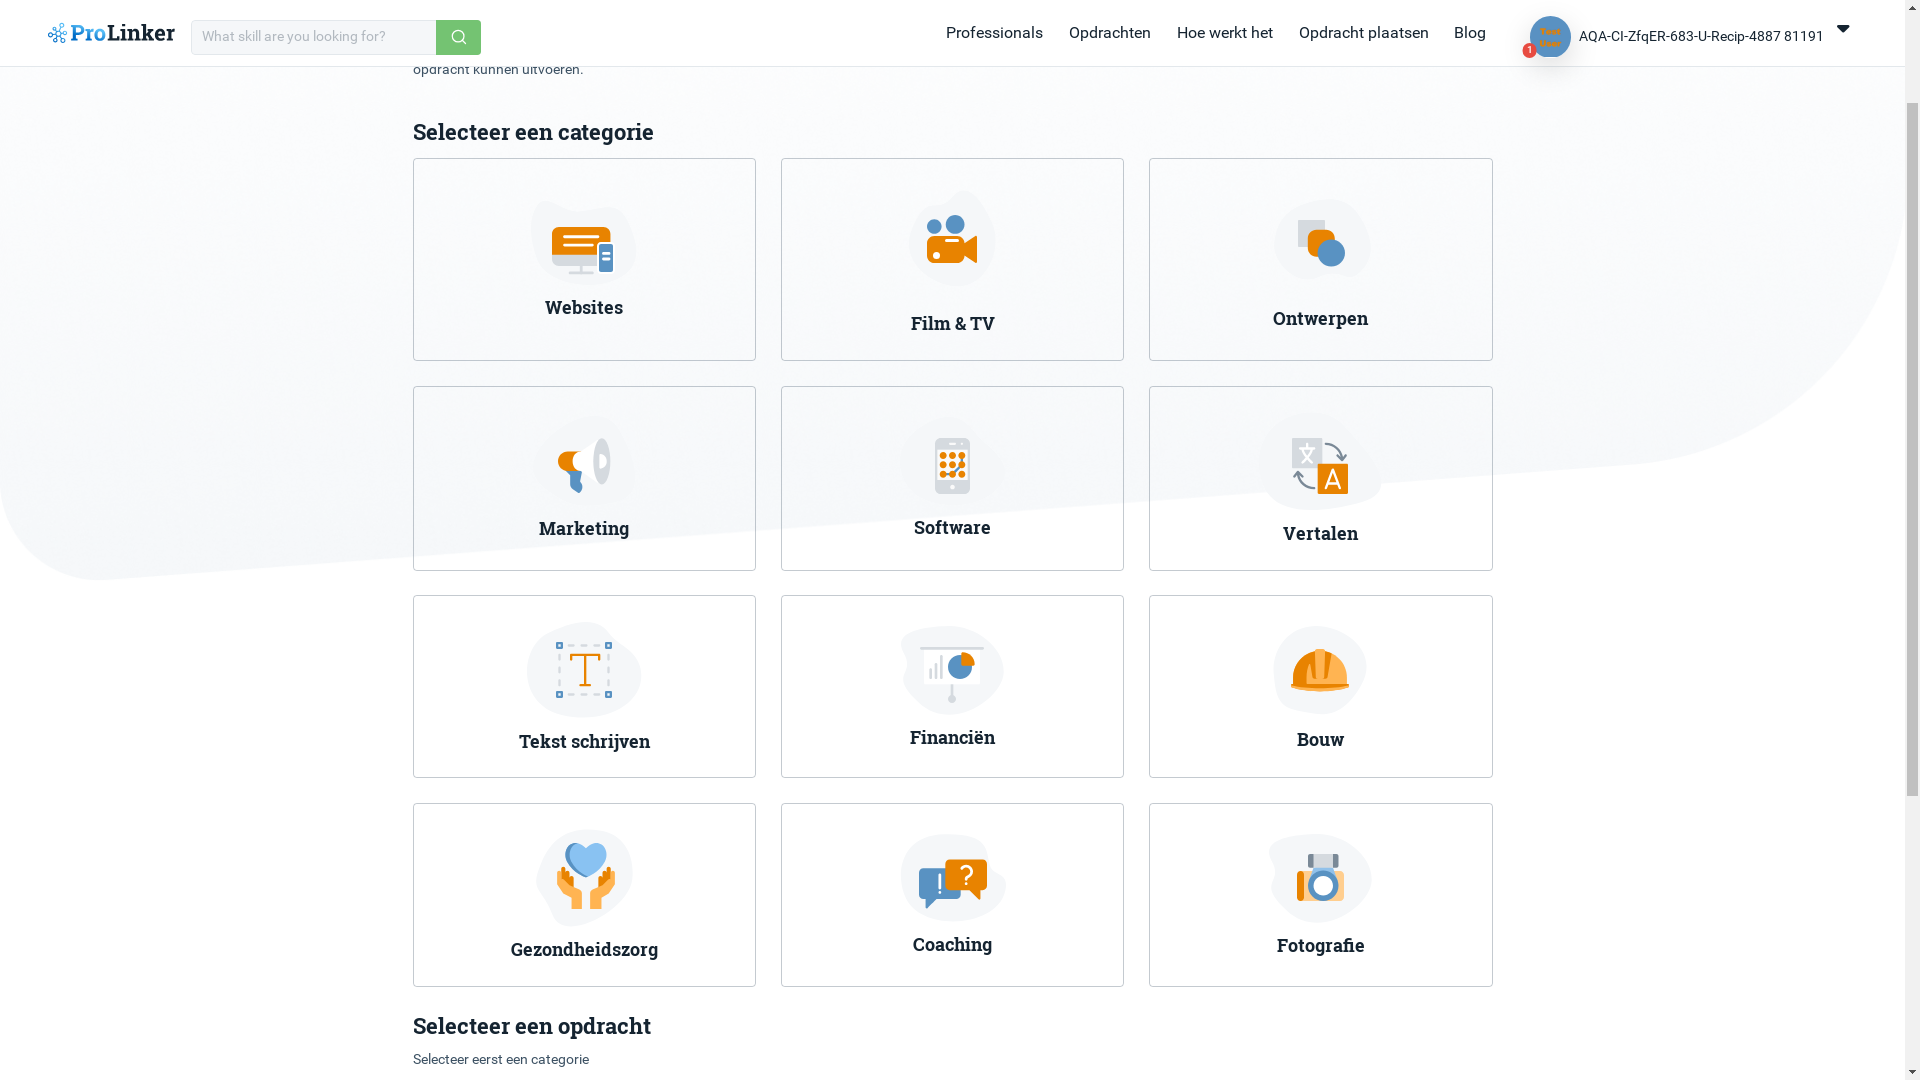 ProLinker
What skill are you looking for?
Professionals
Opdrachten
Hoe werkt het
Opdracht plaatsen
Blog
1
Test
User
AQA-CI-ZfqER-683-U-Recip-4887 81191
opdracht kunnen uitvoeren.
Selecteer een categorie
Websites
Film & TV
Ontwerpen
Marketing
Software
Vertalen
Tekst schrijven
Financiën
Bouw
Gezondheidszorg
Coaching
Fotografie
Selecteer een opdracht
Selecteer eerst een categorie